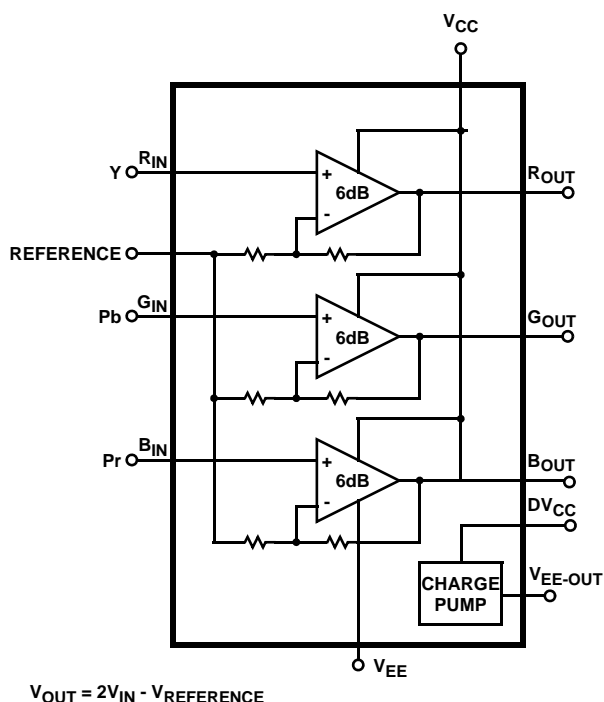 VCC
RIN
Y
+
6dB
-
ROUT
REFERENCE
GIN
Pb
+
6dB
-
GOUT
BIN
Pr
+
6dB
-
BOUT
DVCC
CHARGE
PUMP
VEE-OUT
VEE
VOUT = 2VIN - VREFERENCE